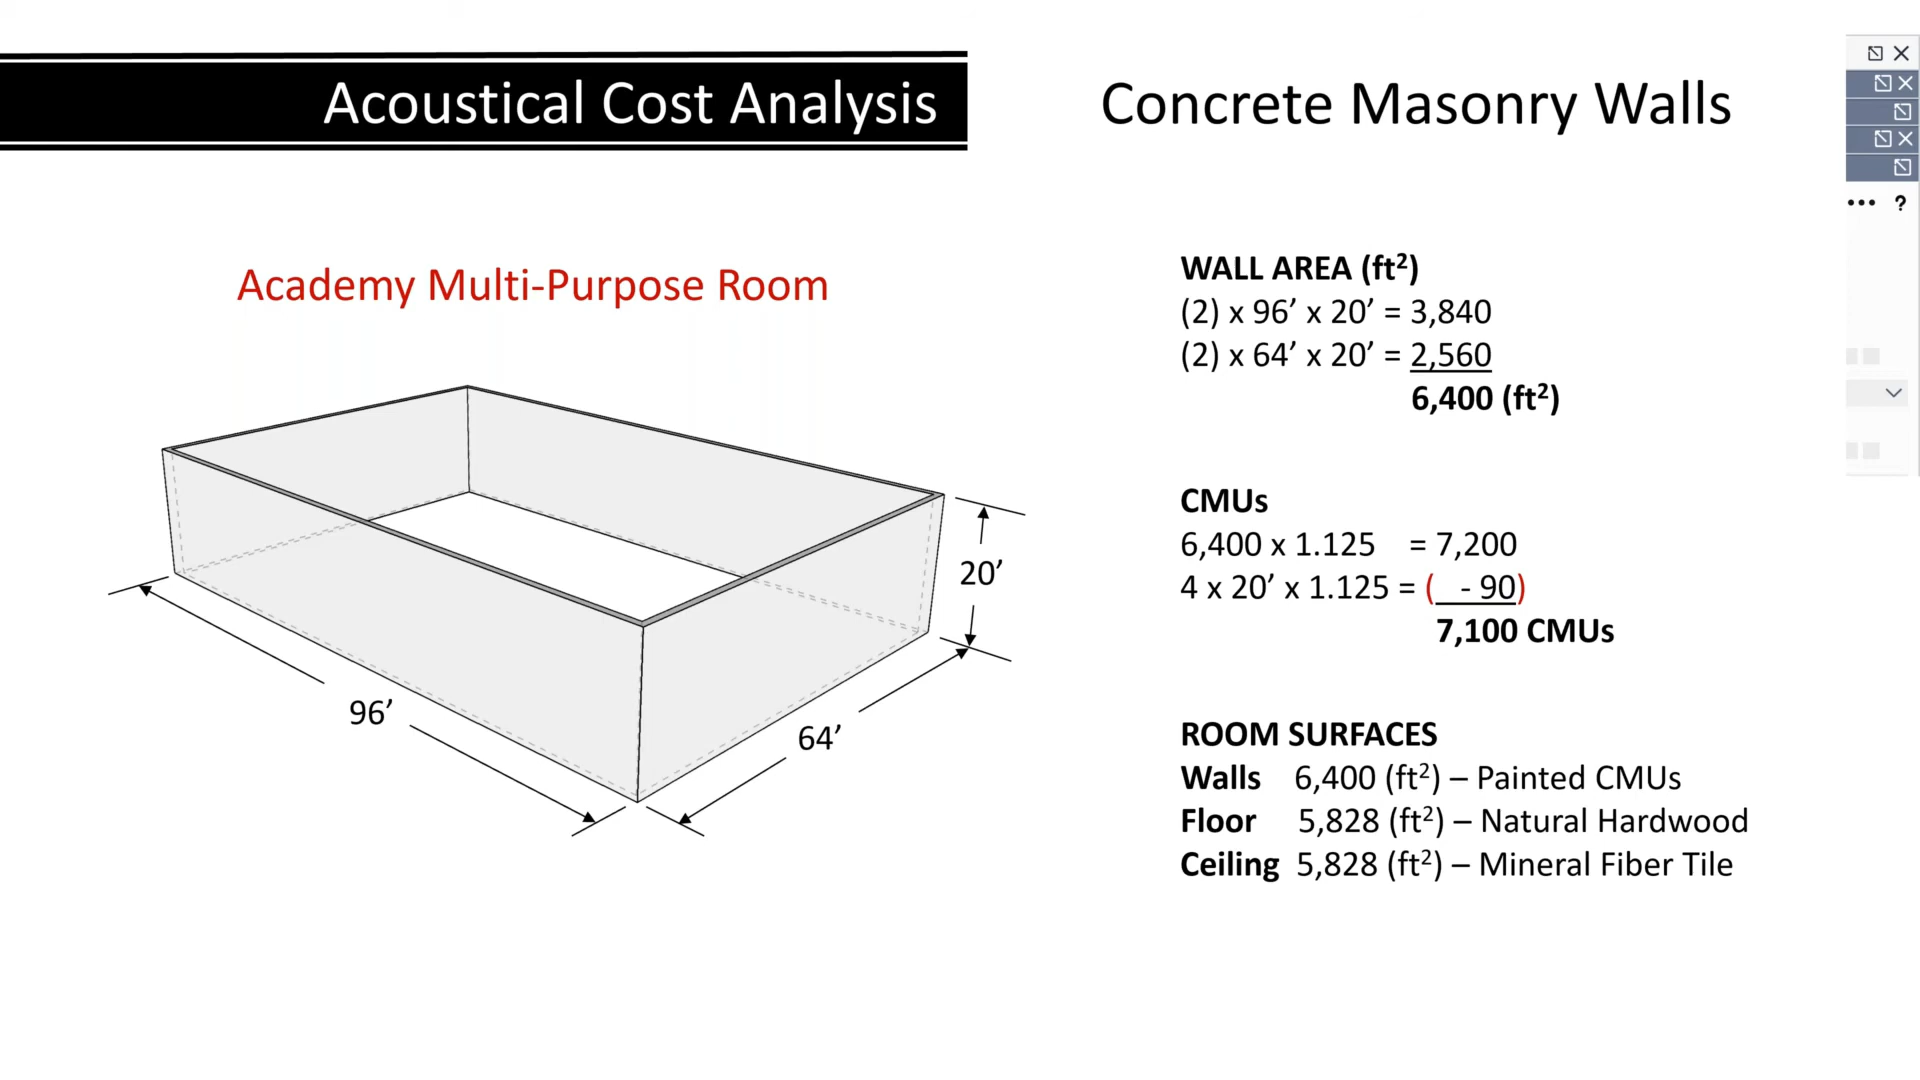 Acoustical Cost Analysis
Concrete Masonry Walls
Academy Multi-Purpose Room
20’
96’
64’
WALL AREA (ft²)
(2) x 96’ x 20’ = 3,840
(2) x 64’ x 20’ = 2,560
6,400 (ft²)
CMUs
6,400 x 1.125 = 7,200
4 x 20’ x 1.125 = ( - 90)
7,100 CMUs
ROOM SURFACES
Walls 6,400 (ft²) – Painted CMUs
Floor 5,828 (ft²) – Natural Hardwood
Ceiling 5,828 (ft²) – Mineral Fiber Tile
••• ?